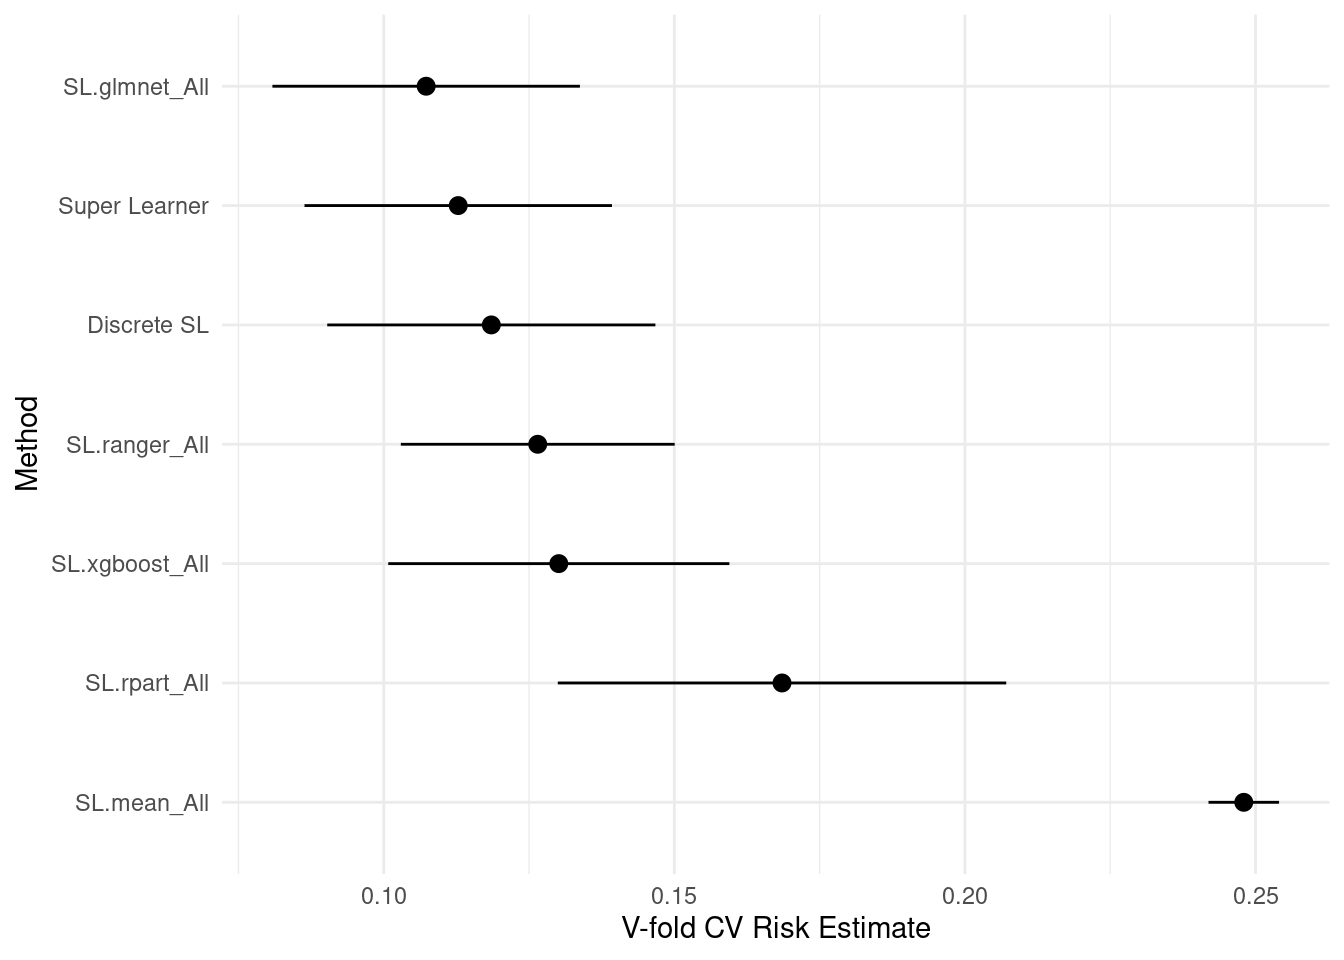 SL.glmnet_All
Super Learner
Discrete SL
SL.ranger_All
SL.xgboost_All
SL.rpart_All
SL.mean_All
Method
0.10
0.15
0.20
0.25
V-fold CV Risk Estimate